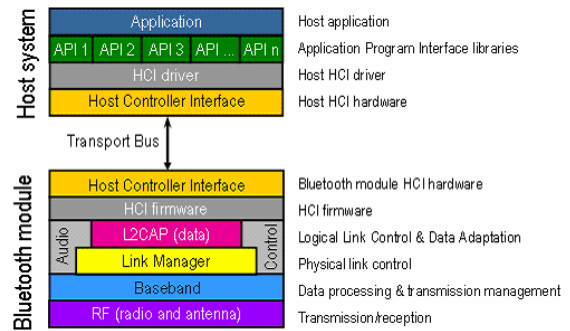 Host system
Application Host application
API 1 API 2 API 3 API ... API n Application Program Interface libraries
HCI driver Host HCI driver
Host Controller Interface Host HCI hardware
Transport Bus
Bluetooth module
Host Controller Interface Bluetooth module HCI hardware
HCI firmware HCI firmware
Audio L2CAP (data) Control Logical Link Control & Data Adaptation
Link Manager Physical link control
Baseband Data processing & transmission management
RF (radio and antenna) Transmission/reception